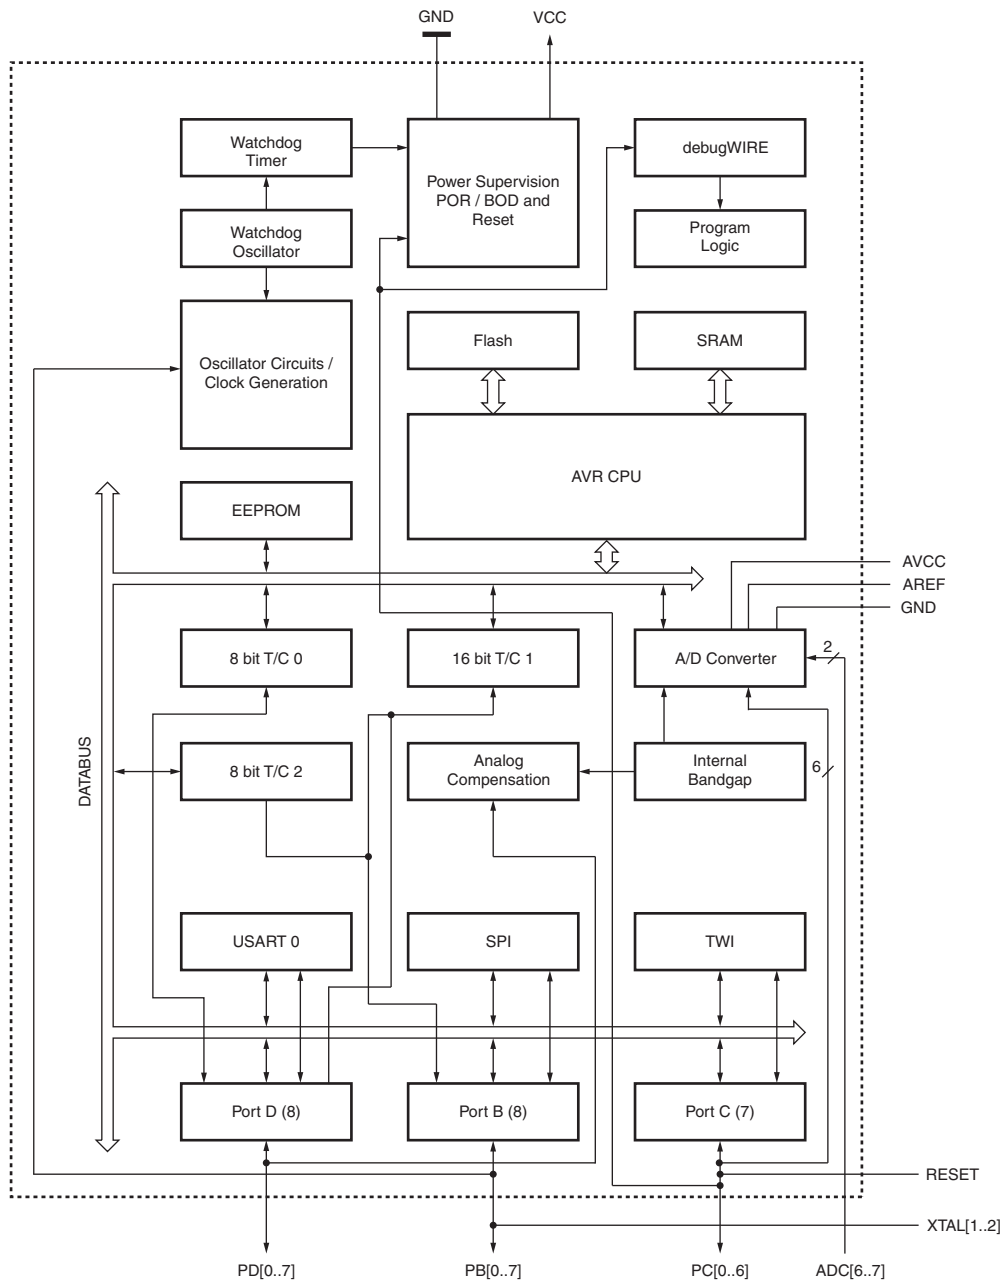 GND
VCC
Watchdog
Timer
Power Supervision
POR / BOD and
Reset
debugWIRE
Watchdog
Oscillator
Program
Logic
Oscillator Circuits /
Clock Generation
Flash
SRAM
AVR CPU
EEPROM
AVCC
AREF
GND
8 bit T/C 0
16 bit T/C 1
A/D Converter
2
DATABUS
8 bit T/C 2
Analog
Compensation
Internal
Bandgap
6
USART 0
SPI
TWI
Port D (8)
Port B (8)
Port C (7)
RESET
XTAL[1..2]
PD[0..7]
PB[0..7]
PC[0..6]
ADC[6..7]